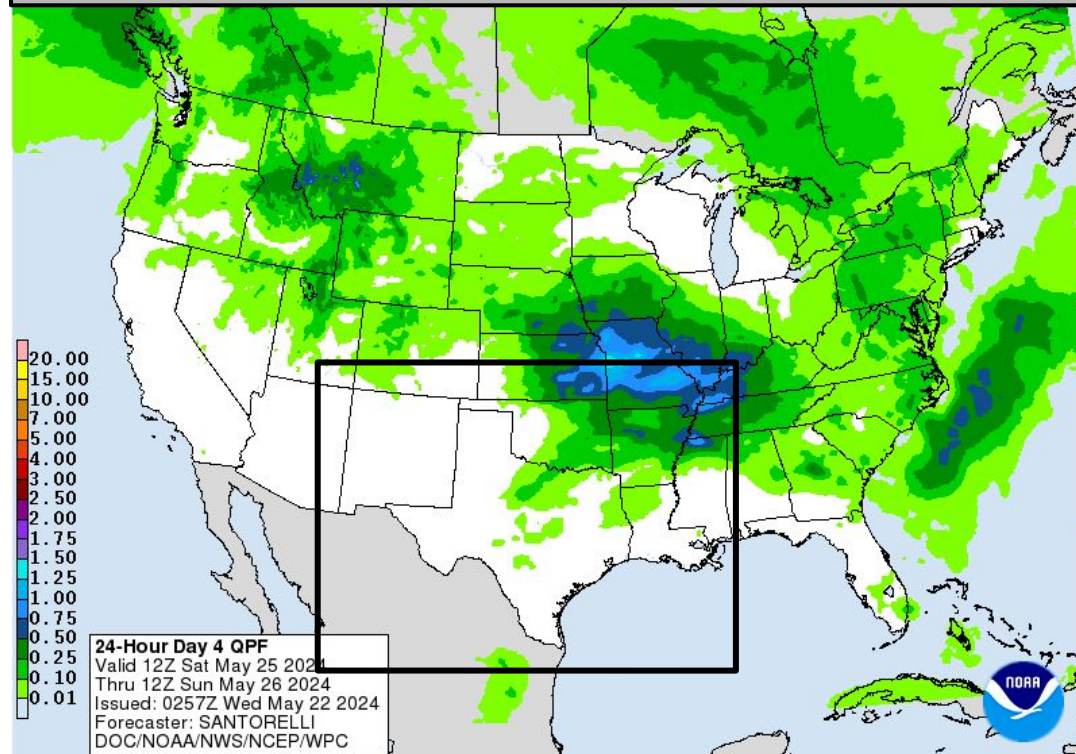 20.00
15.00
10.00
7.00
5.00
4.00
3.00
2.50
2.00
1.75
1.50
1.25
1.00
0.75
0.50
0.25
0.10
0.01
24-Hour Day 4 QPF
Valid 12Z Sat May 25 2024
Thru 12Z Sun May 26 2024
Issued: 0257Z Wed May 22 2024
Forecaster: SANTORELLI
DOC/NOAA/NWS/NCEP/WPC
NOAA